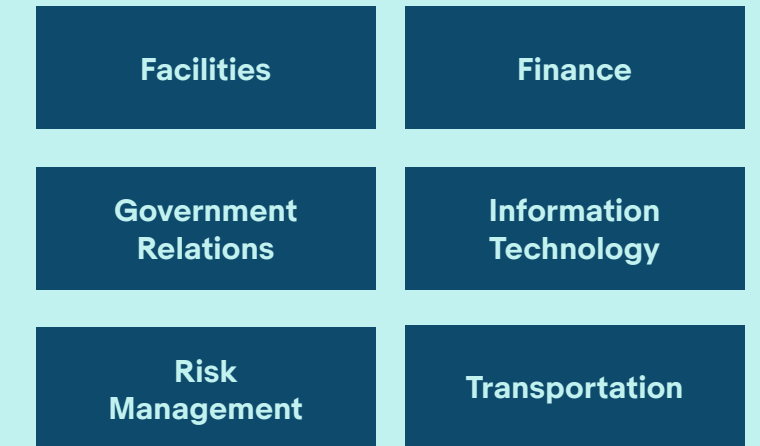 Facilities
Finance
Government
Relations
Information
Technology
Risk
Management
Transportation